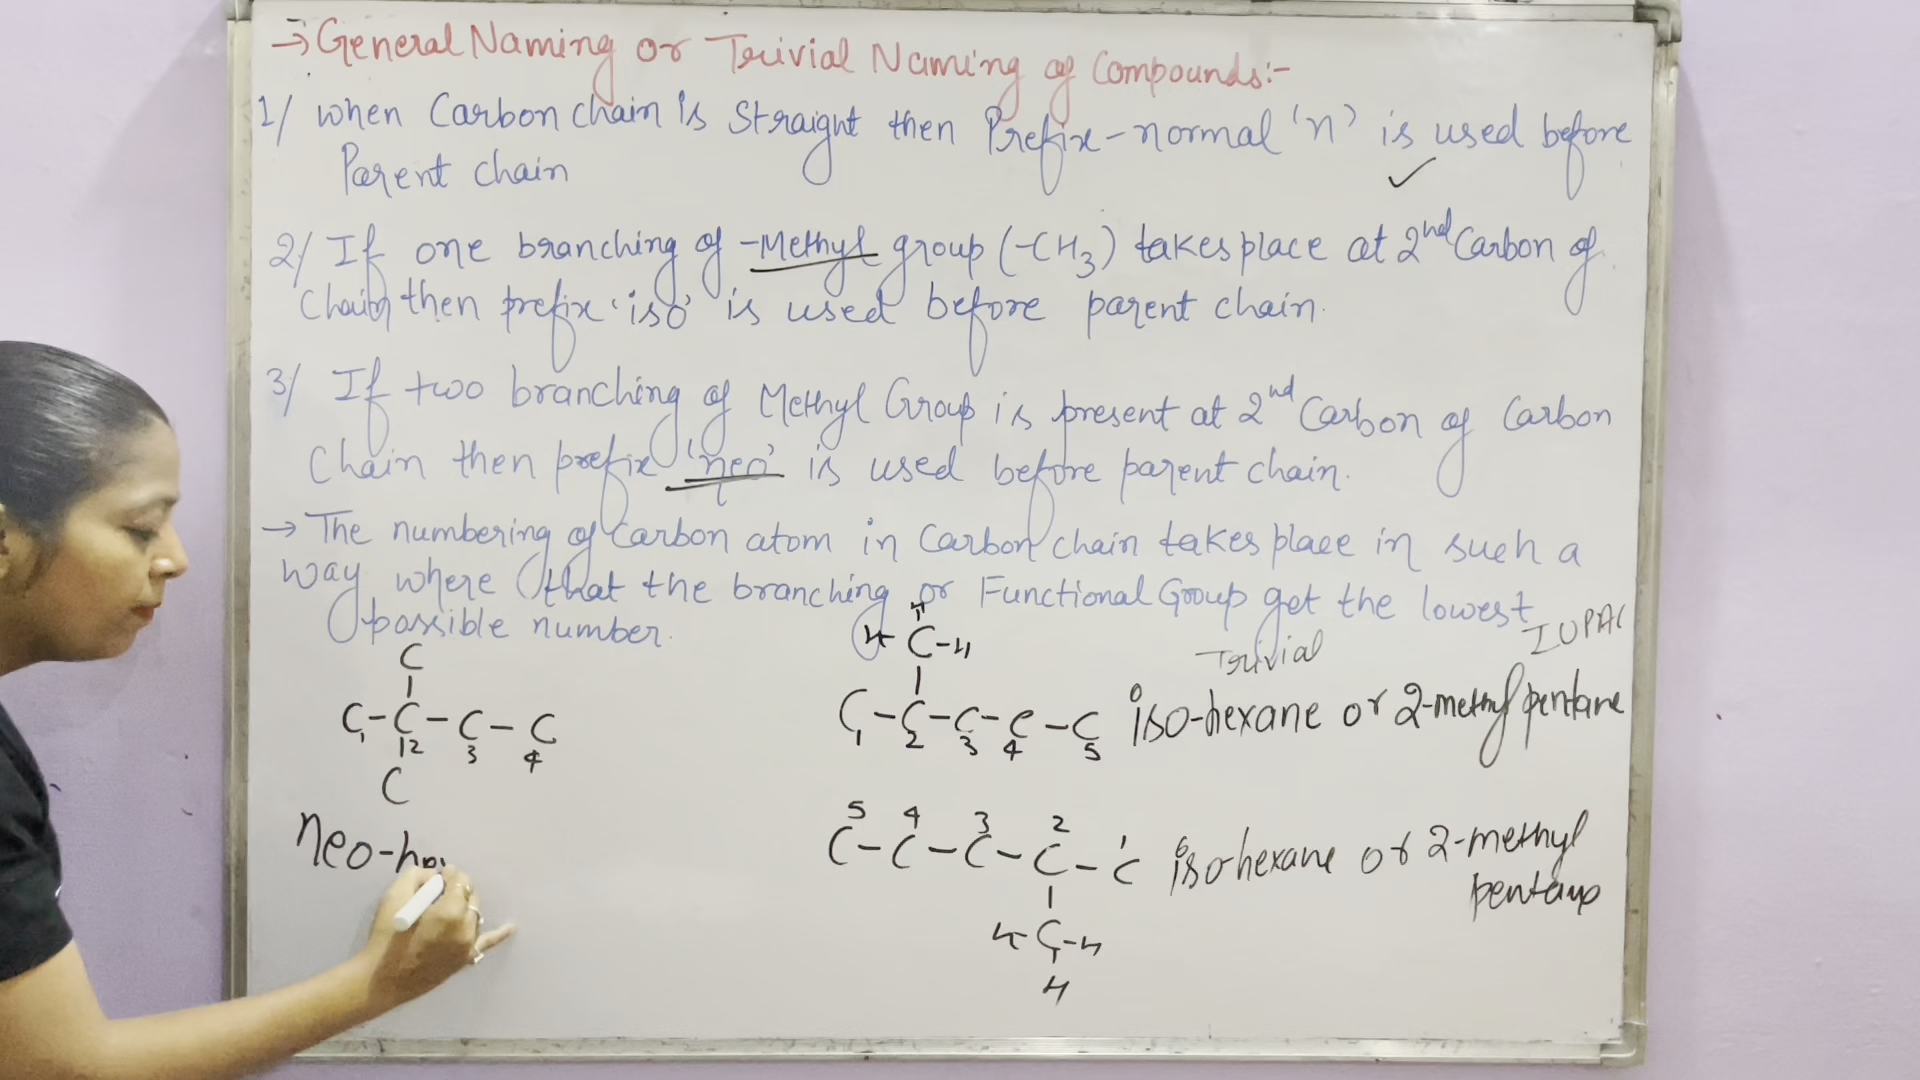 → General Naming or Trivial Naming of Compounds:-
1/ when Carbon chain is Straight then Prefix-normal 'n' is used before
Parent chain
2/ If one branching of -Methyl group (-CH3) takes place at 2nd Carbon of
Chain then prefix 'iso' is used before parent chain.
3/ If two branching of Methyl Group is present at 2nd Carbon of Carbon
Chain then prefix 'neo' is used before parent chain.
→ The numbering of Carbon atom in Carbon chain takes place in such a
way where that the branching or Functional Group get the lowest
possible number.
Trivial IUPAC
C
C-C-C-C
1 2 3 4
C
neo-h
H
H-C-H
C-C-C-C-C iso-hexane or 2-methyl pentane
1 2 3 4 5
5 4 3 2 1
C-C-C-C-C iso-hexane or 2-methyl
pentane
H-C-H
H